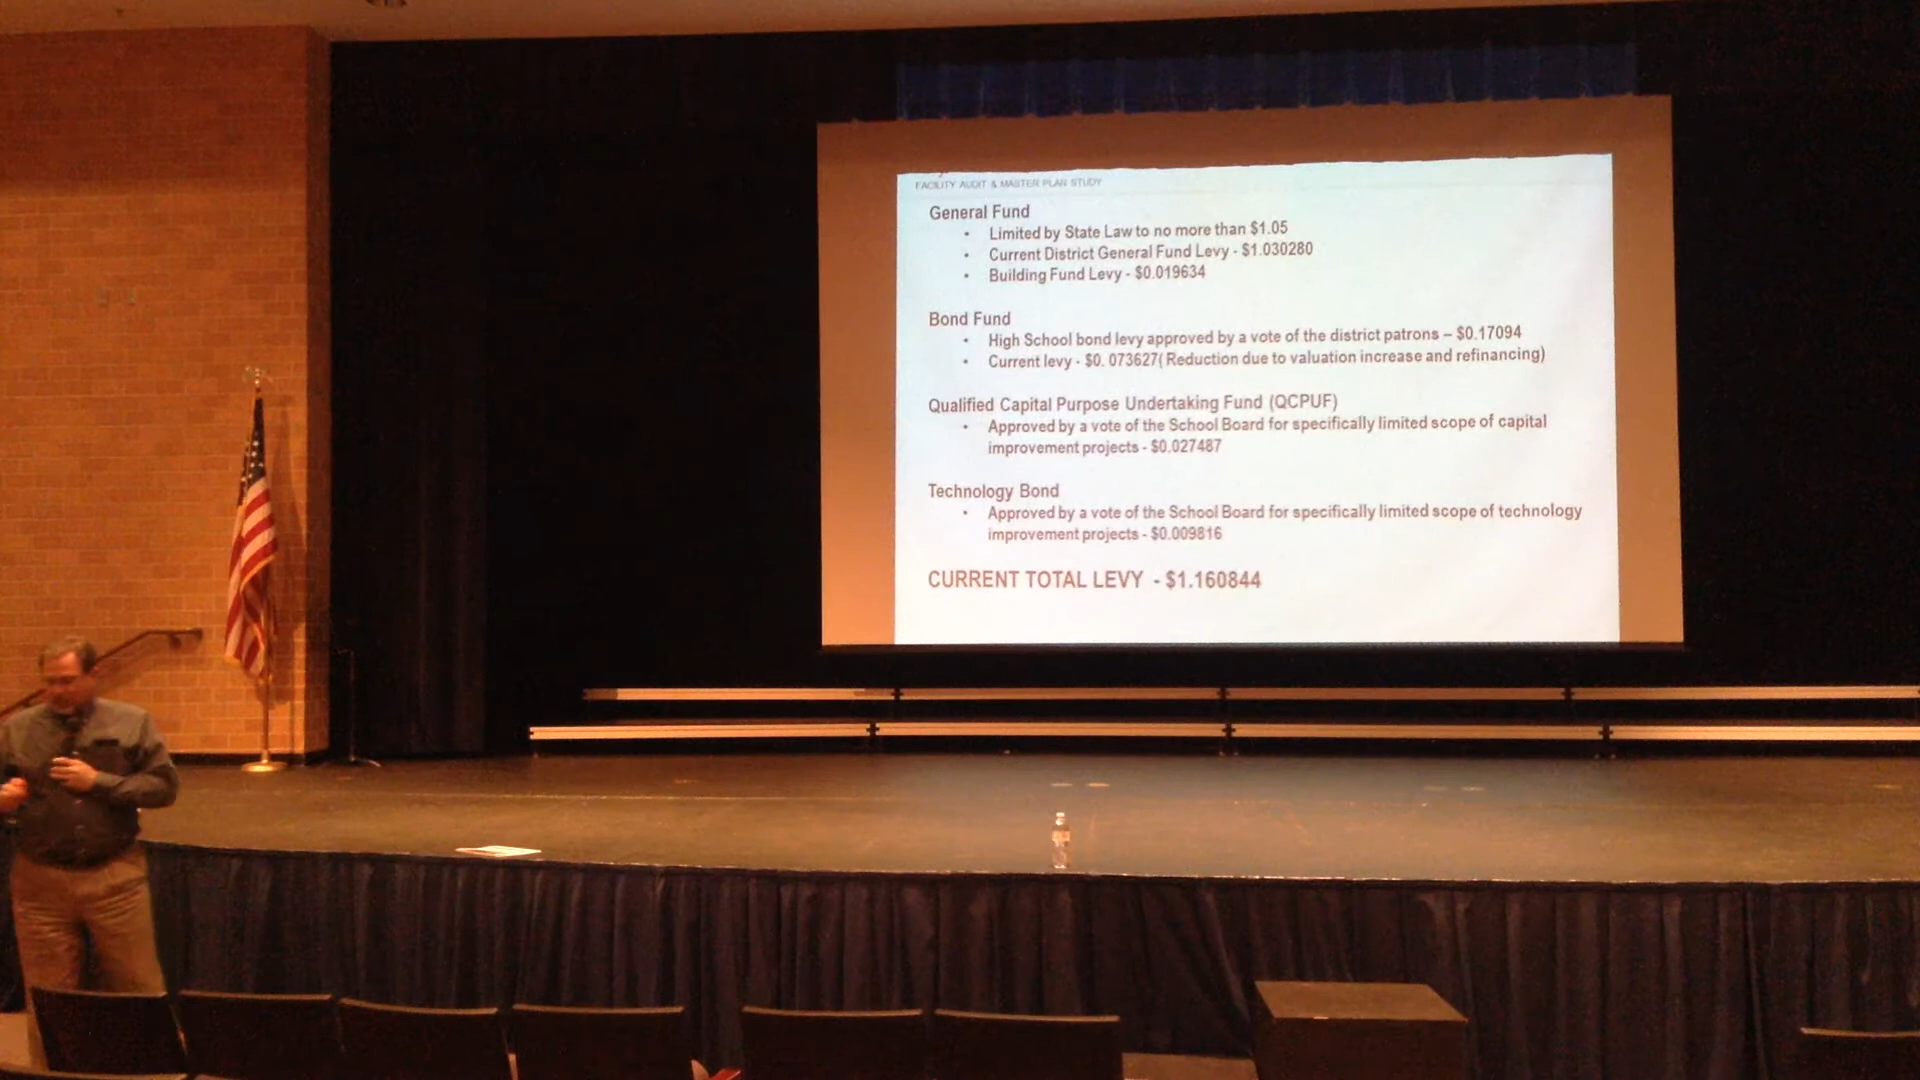 FACILITY AUDIT & MASTER PLAN STUDY
General Fund
• Limited by State Law to no more than $1.05
• Current District General Fund Levy - $1.030280
• Building Fund Levy - $0.019634
Bond Fund
• High School bond levy approved by a vote of the district patrons – $0.17094
• Current levy - $0. 073627( Reduction due to valuation increase and refinancing)
Qualified Capital Purpose Undertaking Fund (QCPUF)
• Approved by a vote of the School Board for specifically limited scope of capital
improvement projects - $0.027487
Technology Bond
• Approved by a vote of the School Board for specifically limited scope of technology
improvement projects - $0.009816
CURRENT TOTAL LEVY - $1.160844